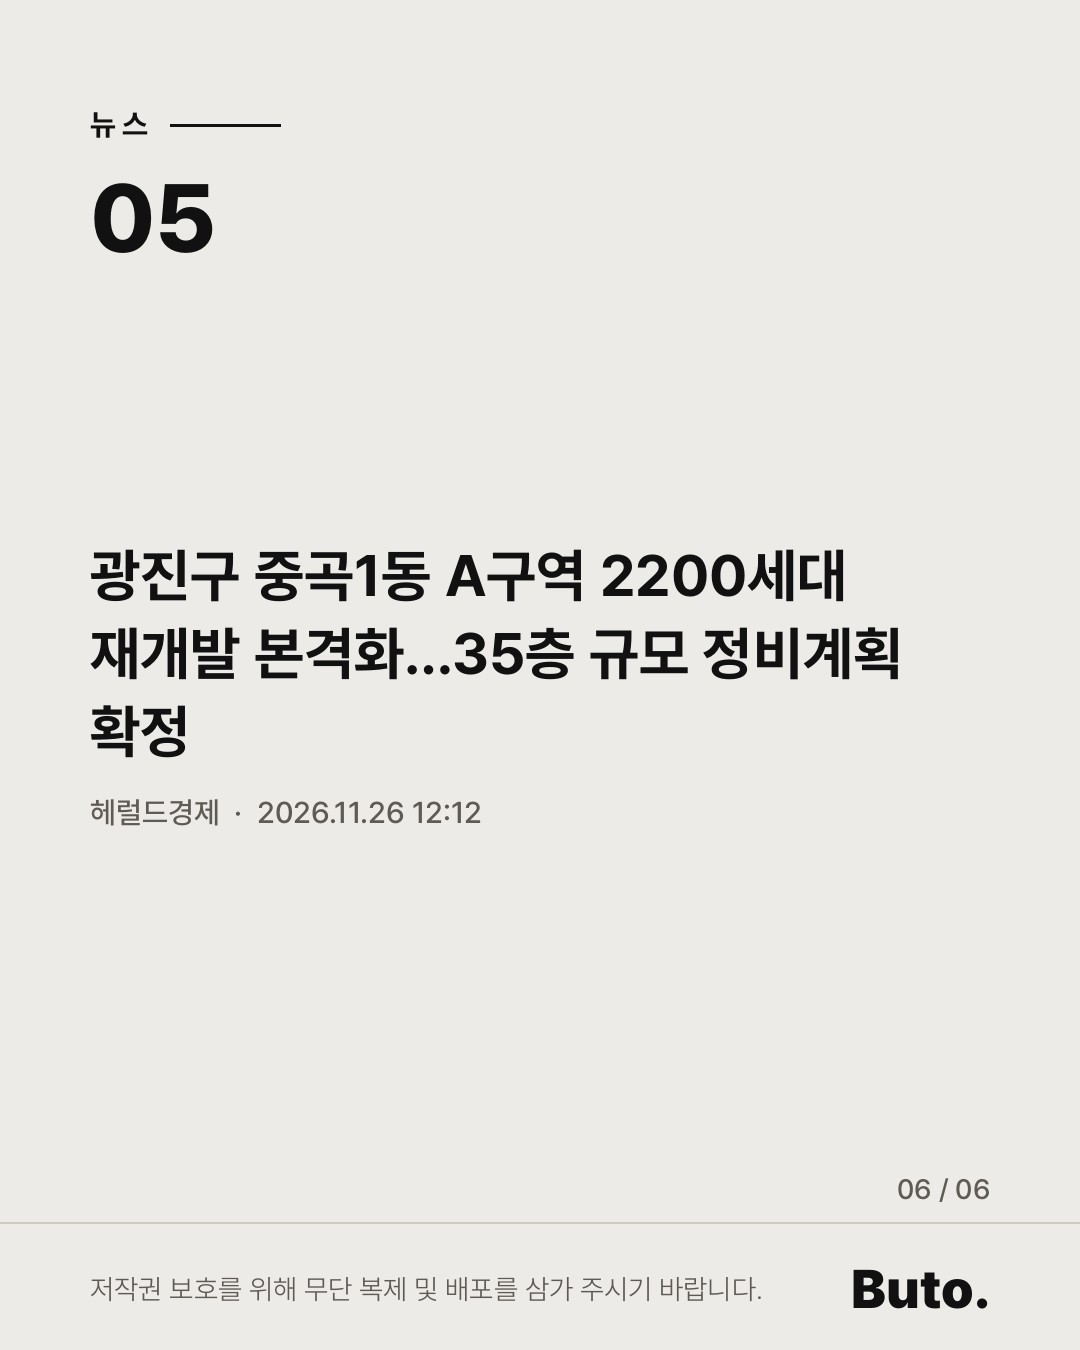 뉴스
05
광진구 중곡1동 A구역 2200세대
재개발 본격화...35층 규모 정비계획
확정
헤럴드경제 · 2026.11.26 12:12
06 / 06
저작권 보호를 위해 무단 복제 및 배포를 삼가 주시기 바랍니다.
Buto.